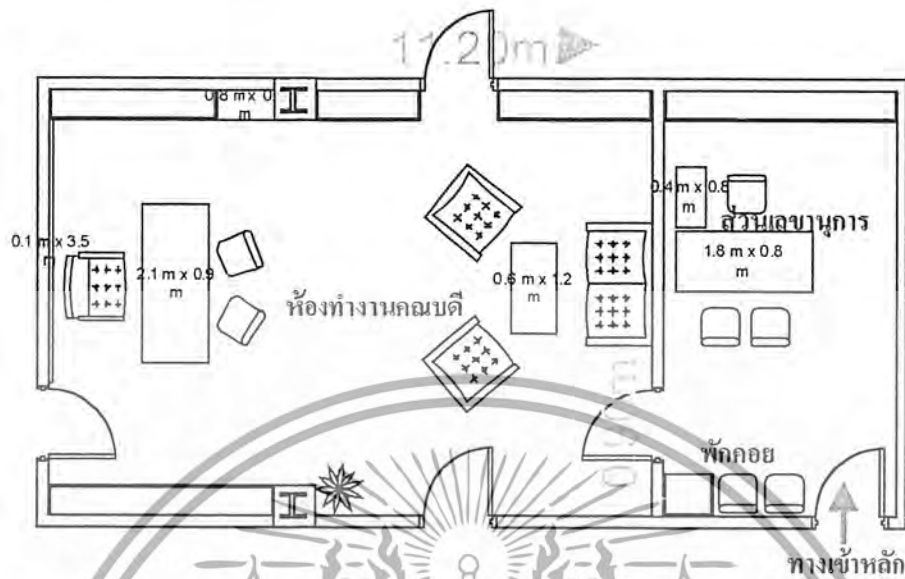 11.20m
0.8 m x 0.
m
0.4 m x 0.8
m
ส่วนเลขานุการ
0.1 m x 3.5
m
2.1 m x 0.9
m
1.8 m x 0.8
m
0.6 m x 1.2
m
ห้องทำงานคณบดี
พักคอย
ทางเข้าหลัก